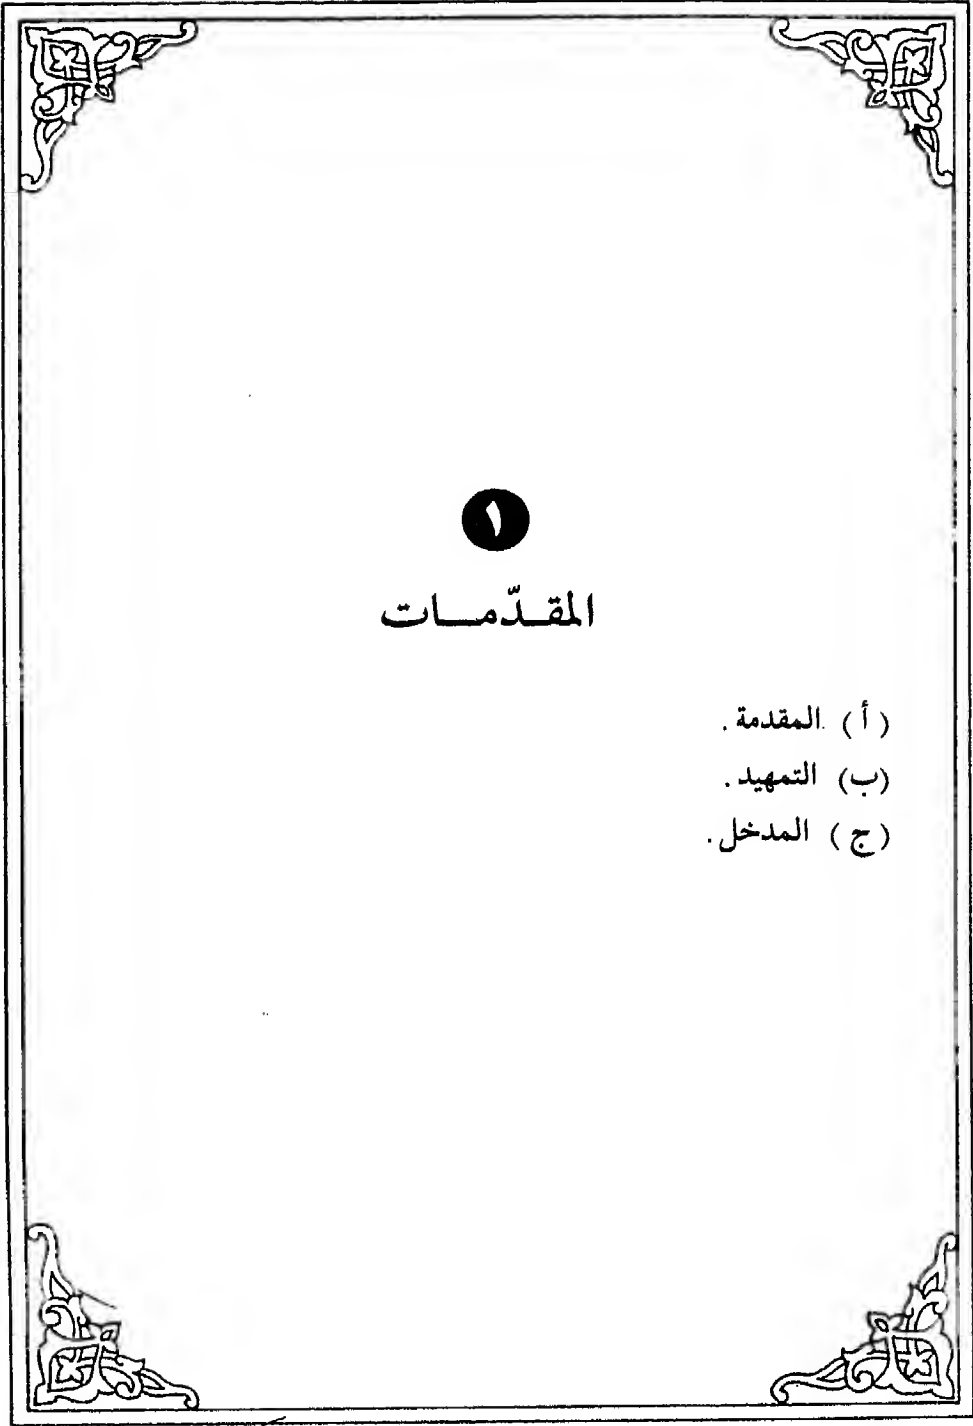 ١
المقدّمات
( أ ) المقدمة .
(ب) التمهيد .
( ج ) المدخل .